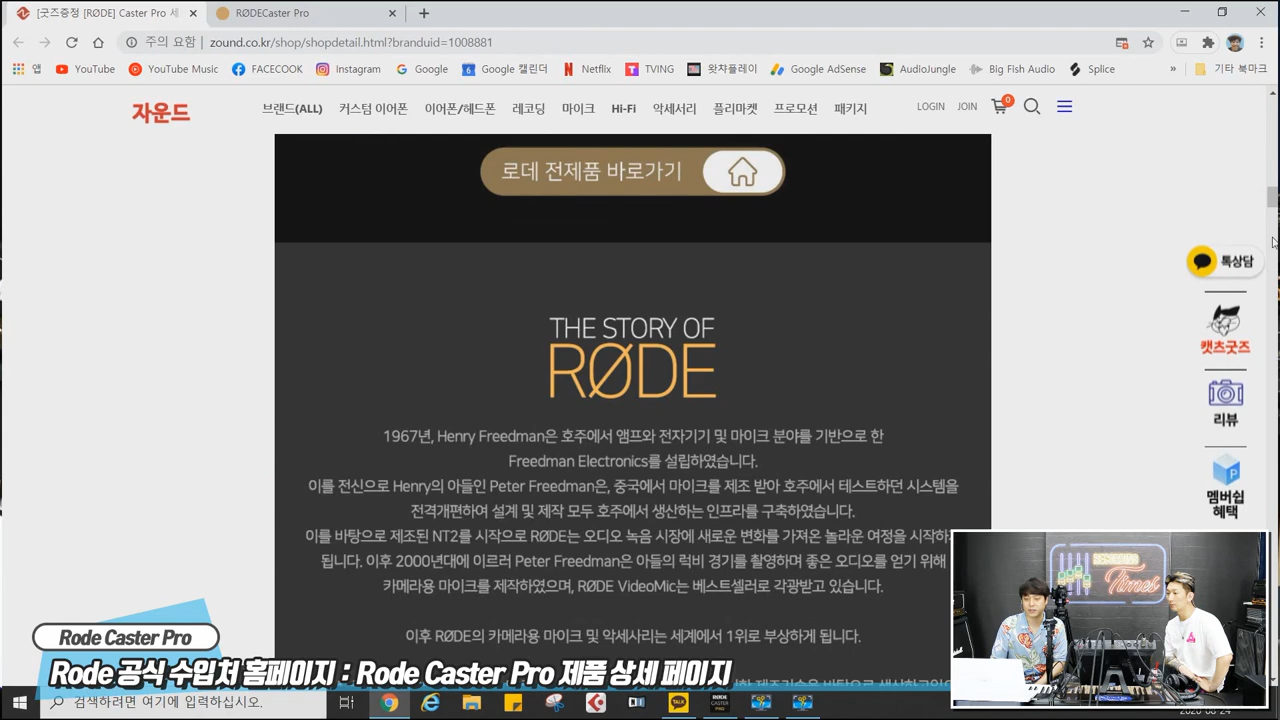 [굿즈증정 [RØDE] Caster Pro 세
RØDECaster Pro
주의 요함 | zound.co.kr/shop/shopdetail.html?branduid=1008881
앱 YouTube YouTube Music FACECOOK Instagram Google Google 캘린더 Netflix TVING 왓챠플레이 Google AdSense AudioJungle Big Fish Audio Splice » 기타 북마크
자운드 브랜드(ALL) 커스텀 이어폰 이어폰/헤드폰 레코딩 마이크 Hi-Fi 악세서리 플리마켓 프로모션 패키지 LOGIN JOIN 0
로데 전제품 바로가기
톡상담
캣츠굿즈
리뷰
멤버쉽
혜택
THE STORY OF
RØDE
1967년, Henry Freedman은 호주에서 앰프와 전자기기 및 마이크 분야를 기반으로 한
Freedman Electronics를 설립하였습니다.
이를 전신으로 Henry의 아들인 Peter Freedman은, 중국에서 마이크를 제조 받아 호주에서 테스트하던 시스템을
전격개편하여 설계 및 제작 모두 호주에서 생산하는 인프라를 구축하였습니다.
이를 바탕으로 제조된 NT2를 시작으로 RØDE는 오디오 녹음 시장에 새로운 변화를 가져온 놀라운 여정을 시작하
됩니다. 이후 2000년대에 이르러 Peter Freedman은 아들의 럭비 경기를 촬영하며 좋은 오디오를 얻기 위해
카메라용 마이크를 제작하였으며, RØDE VideoMic는 베스트셀러로 각광받고 있습니다.
이후 RØDE의 카메라용 마이크 및 악세사리는 세계에서 1위로 부상하게 됩니다.
Times
Rode Caster Pro
Rode 공식 수입처 홈페이지 : Rode Caster Pro 제품 상세 페이지
검색하려면 여기에 입력하십시오.
TALK
2020-08-24